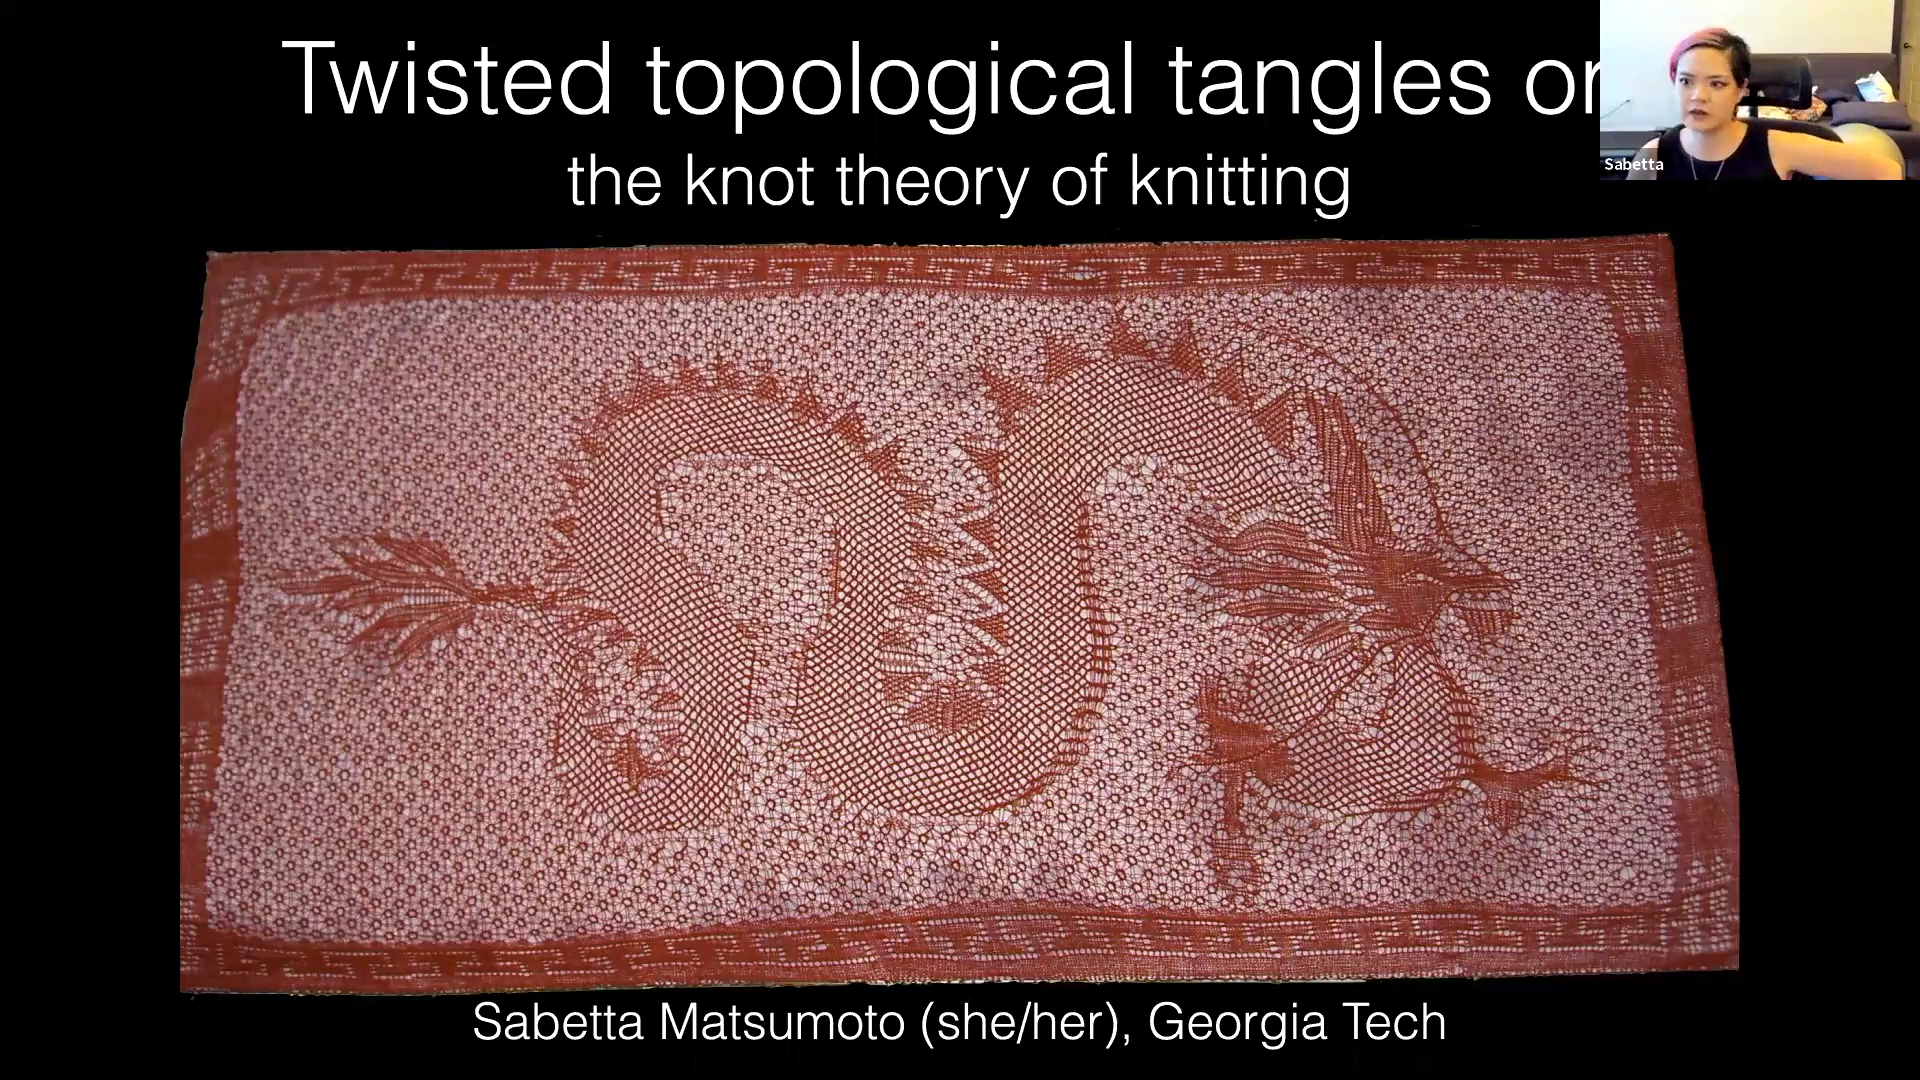 Twisted topological tangles or
the knot theory of knitting
Sabetta
Sabetta Matsumoto (she/her), Georgia Tech